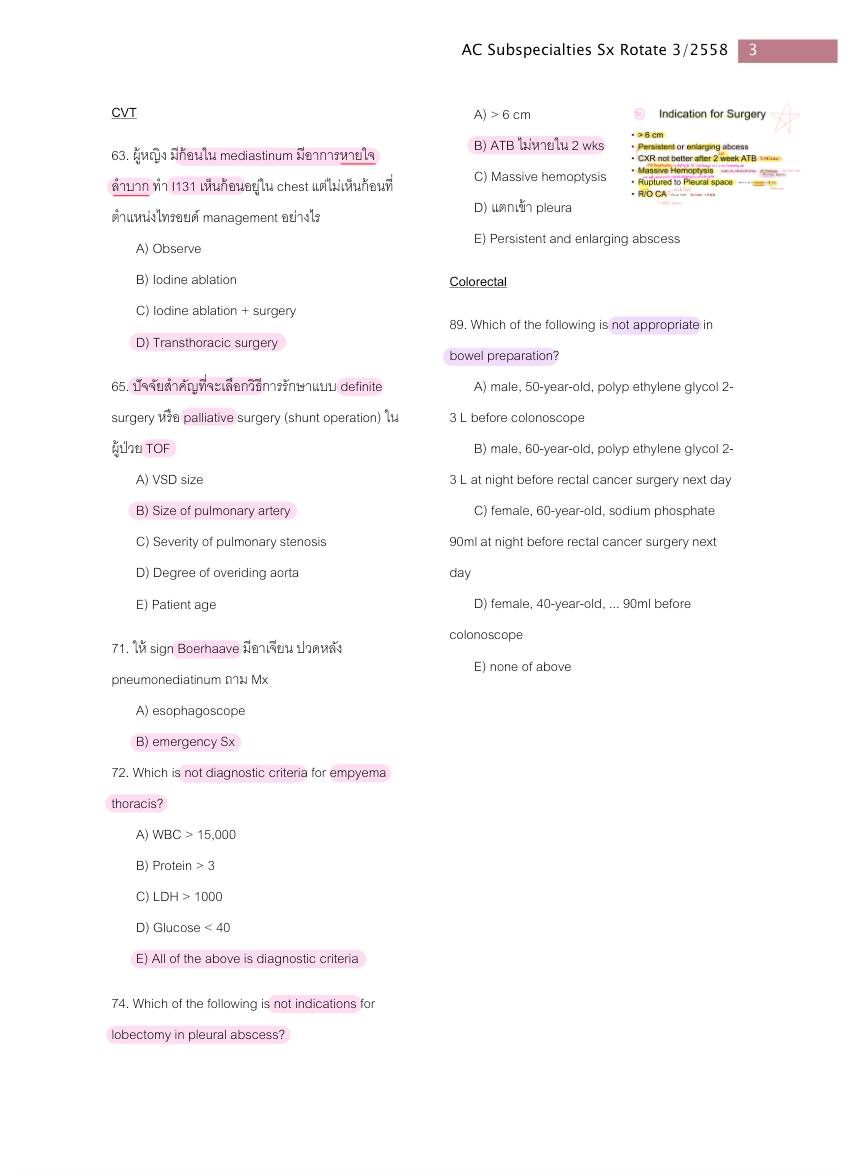 AC Subspecialties Sx Rotate 3/2558 3
CVT
63. ผู้หญิง มีก้อนใน mediastinum มีอาการหายใจ
ลำบาก ทำ I131 เห็นก้อนอยู่ใน chest แต่ไม่เห็นก้อนที่
ตำแหน่งไทรอยด์ management อย่างไร
A) Observe
B) Iodine ablation
C) Iodine ablation + surgery
D) Transthoracic surgery
65. ปัจจัยสำคัญที่จะเลือกวิธีการรักษาแบบ definite
surgery หรือ palliative surgery (shunt operation) ใน
ผู้ป่วย TOF
A) VSD size
B) Size of pulmonary artery
C) Severity of pulmonary stenosis
D) Degree of overiding aorta
E) Patient age
71. ให้ sign Boerhaave มีอาเจียน ปวดหลัง
pneumonediatinum ถาม Mx
A) esophagoscope
B) emergency Sx
72. Which is not diagnostic criteria for empyema
thoracis?
A) WBC > 15,000
B) Protein > 3
C) LDH > 1000
D) Glucose < 40
E) All of the above is diagnostic criteria
74. Which of the following is not indications for
lobectomy in pleural abscess?
A) > 6 cm
B) ATB ไม่หายใน 2 wks
C) Massive hemoptysis
D) แตกเข้า pleura
E) Persistent and enlarging abscess
Indication for Surgery
• > 6 cm
• Persistent or enlarging abcess
• CXR not better after 2 week ATB
• Massive Hemoptysis
• Ruptured to Pleural space
• R/O CA
Colorectal
89. Which of the following is not appropriate in
bowel preparation?
A) male, 50-year-old, polyp ethylene glycol 2-
3 L before colonoscope
B) male, 60-year-old, polyp ethylene glycol 2-
3 L at night before rectal cancer surgery next day
C) female, 60-year-old, sodium phosphate
90ml at night before rectal cancer surgery next
day
D) female, 40-year-old, ... 90ml before
colonoscope
E) none of above